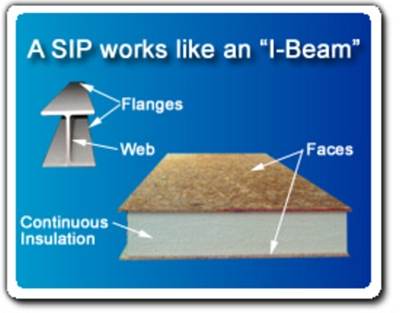 A SIP works like an “I-Beam”
Flanges
Web
Faces
Continuous
Insulation